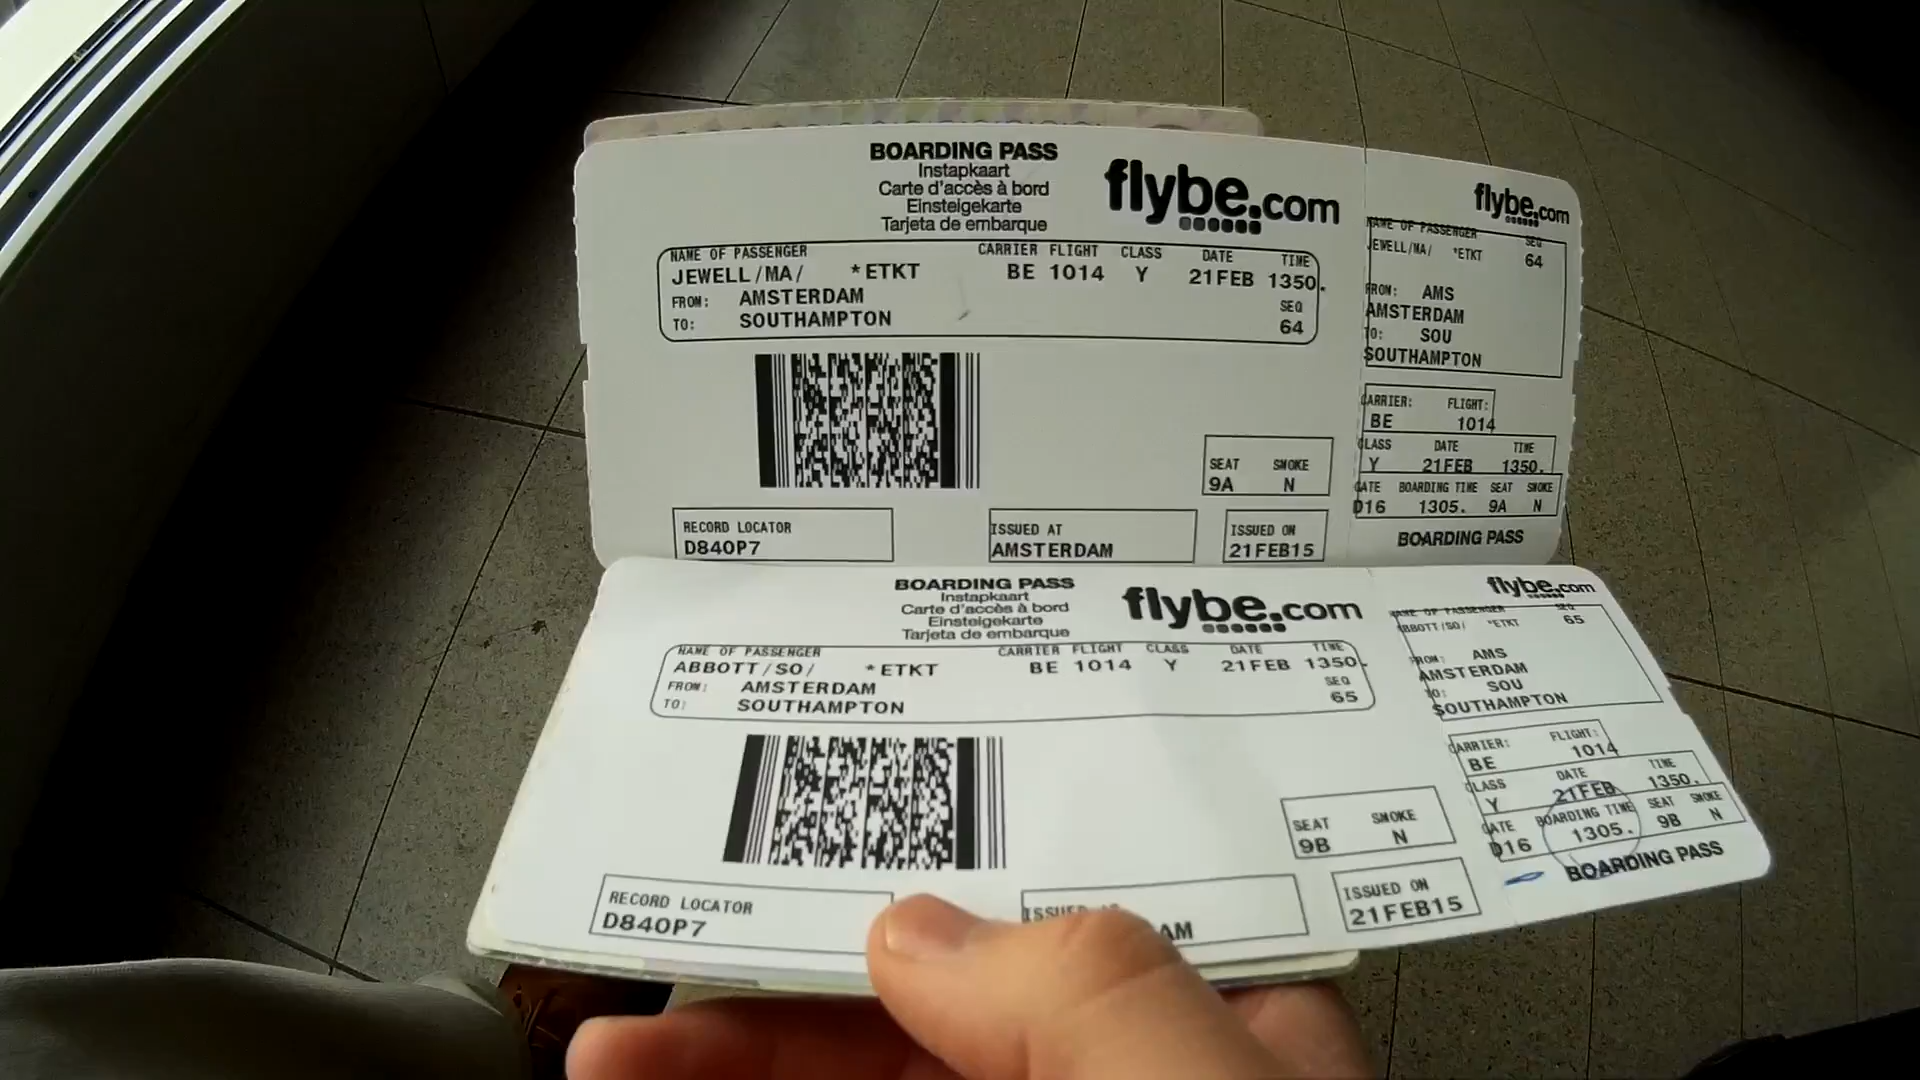 BOARDING PASS
Instapkaart
Carte d'accès à bord
Einsteigekarte
Tarjeta de embarque
flybe.com
NAME OF PASSENGER CARRIER FLIGHT CLASS DATE TIME
JEWELL/MA/ *ETKT BE 1014 Y 21FEB 1350.
FROM: AMSTERDAM SEQ
TO: SOUTHAMPTON 64
SEAT SMOKE
9A N
RECORD LOCATOR ISSUED AT ISSUED ON
D840P7 AMSTERDAM 21FEB15
flybe.com
NAME OF PASSENGER SEQ
JEWELL/MA/ *ETKT 64
FROM: AMS
AMSTERDAM
TO: SOU
SOUTHAMPTON
CARRIER: FLIGHT:
BE 1014
CLASS DATE TIME
Y 21FEB 1350.
GATE BOARDING TIME SEAT SMOKE
D16 1305. 9A N
BOARDING PASS
BOARDING PASS
Instapkaart
Carte d'accès à bord
Einsteigekarte
Tarjeta de embarque
flybe.com
NAME OF PASSENGER CARRIER FLIGHT CLASS DATE TIME
ABBOTT/SO/ *ETKT BE 1014 Y 21FEB 1350.
FROM: AMSTERDAM SEQ
TO: SOUTHAMPTON 65
SEAT SMOKE
9B N
RECORD LOCATOR ISSUED ISSUED ON
D840P7 AM 21FEB15
flybe.com
NAME OF PASSENGER SEQ
ABBOTT/SO/ *ETKT 65
FROM: AMS
AMSTERDAM
TO: SOU
SOUTHAMPTON
CARRIER: FLIGHT:
BE 1014
CLASS DATE TIME
Y 21FEB 1350.
GATE BOARDING TIME SEAT SMOKE
D16 1305. 9B N
BOARDING PASS